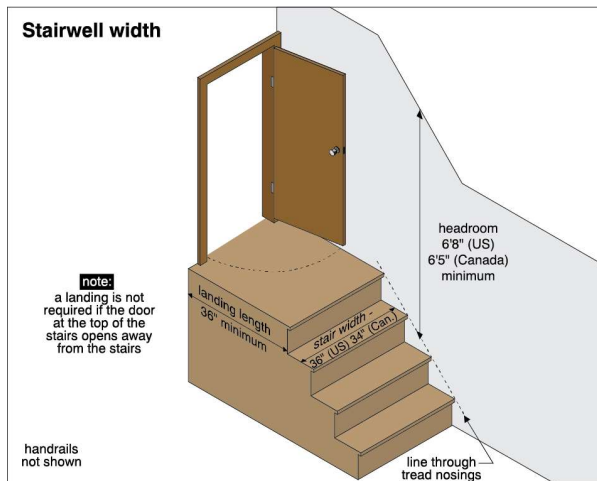 Stairwell width
headroom
6'8" (US)
6'5" (Canada)
minimum
note:
a landing is not
required if the door
at the top of the
stairs opens away
from the stairs
landing length
36" minimum
stair width -
36" (US) 34" (Can.)
handrails
not shown
line through
tread nosings